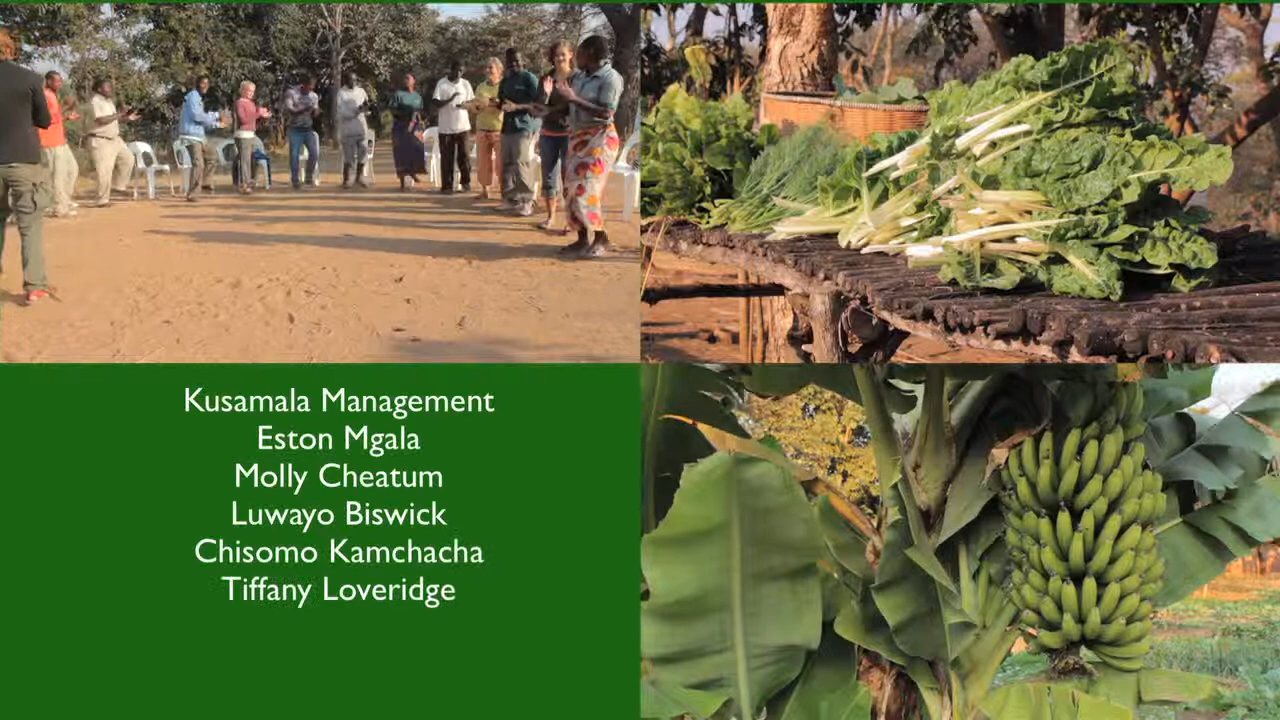 Kusamala Management
Eston Mgala
Molly Cheatum
Luwayo Biswick
Chisomo Kamchacha
Tiffany Loveridge